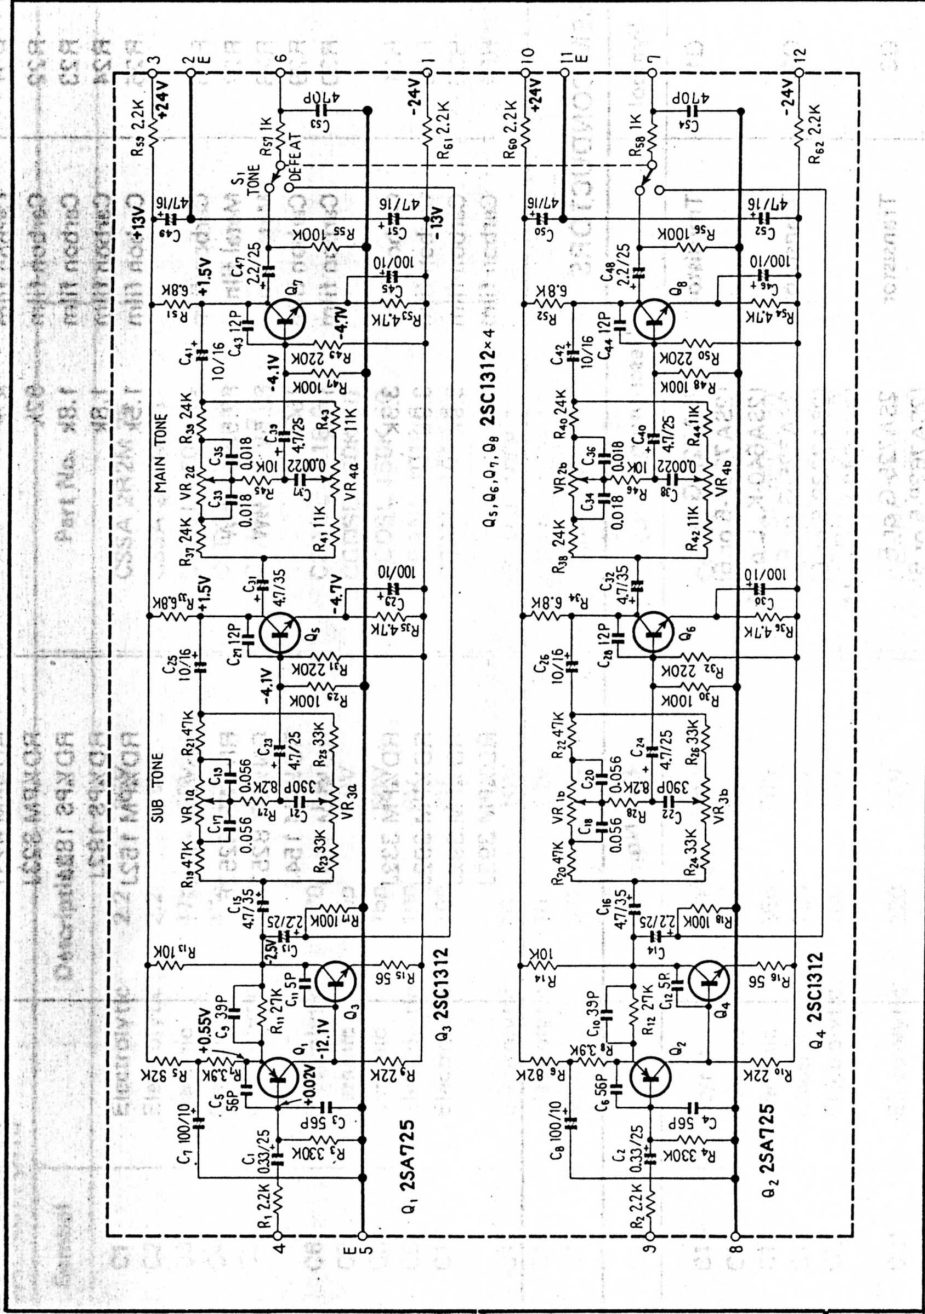 3
+24V
R59 2.2K
+13V
C49 47/16
2
E
R51 6.8K
+1.5V
C47 2.2/25
S1
TONE
DEFEAT
R57 1K
6
C53 470P
R55 100K
C51 47/16
-13V
R61 2.2K
-24V
1
MAIN TONE
C41 10/16
C43 12P
Q7
-4.1V
-4.7V
R49 220K
R47 100K
R53 4.7K
C45 100/10
R37 24K
VR2a
R39 24K
C33 0.018
C35 0.018
R45 10K
C39 4.7/25
C37 0.0022
R41 11K
VR4a
R43 11K
R33 6.8K
+1.5V
C31 4.7/35
C25 10/16
C27 12P
Q5
-4.1V
-4.7V
R31 220K
R29 100K
R35 4.7K
C29 100/10
SUB TONE
R19 47K
VR1a
R21 47K
C17 0.056
C19 0.056
R27 8.2K
C23 4.7/25
C21 390P
R23 33K
VR3a
R25 33K
R13 10K
C15 4.7/35
-2.5V
C13 2.2/25
R17 100K
C9 39P
R11 27K
C11 5P
Q3
R15 56
Q3 2SC1312
+0.55V
R5 82K
R7 3.9K
C7 100/10
C5 56P
Q1
-12.1V
+0.02V
R9 22K
C3 56P
R3 330K
C1 0.33/25
R1 2.2K
4
E
5
Q1 2SA725
Q5, Q6, Q7, Q8 2SC1312×4
10
+24V
R60 2.2K
11
E
C50 47/16
R52 6.8K
C48 2.2/25
R58 1K
7
C54 470P
R56 100K
C52 47/16
R62 2.2K
-24V
12
C42 10/16
C44 12P
Q8
R50 220K
R48 100K
R54 4.7K
C46 100/10
R38 24K
VR2b
R40 24K
C34 0.018
C36 0.018
R46 10K
C40 4.7/25
C38 0.0022
R42 11K
VR4b
R44 11K
R34 6.8K
C32 4.7/35
C26 10/16
C28 12P
Q6
R32 220K
R30 100K
R36 4.7K
C30 100/10
R20 47K
VR1b
R22 47K
C18 0.056
C20 0.056
R28 8.2K
C24 4.7/25
C22 390P
R24 33K
VR3b
R26 33K
R14 10K
C16 4.7/35
C14 2.2/25
R18 100K
C10 39P
R12 27K
C12 5P
Q4
R16 56
Q4 2SC1312
R6 82K
R8 3.9K
C8 100/10
C6 56P
Q2
R10 22K
C4 56P
R4 330K
C2 0.33/25
R2 2.2K
9
8
Q2 2SA725